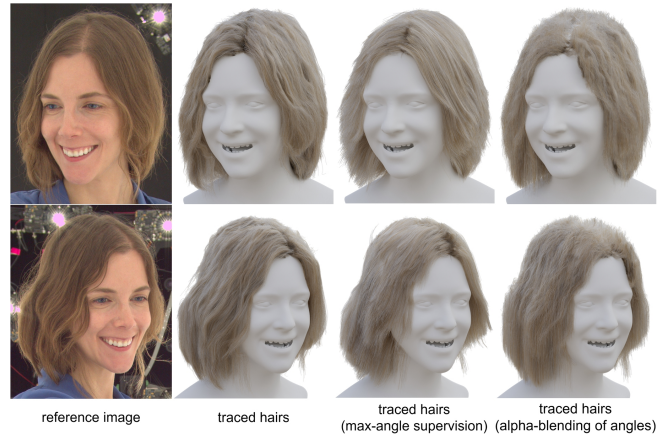 reference image
traced hairs
traced hairs
(max-angle supervision)
traced hairs
(alpha-blending of angles)